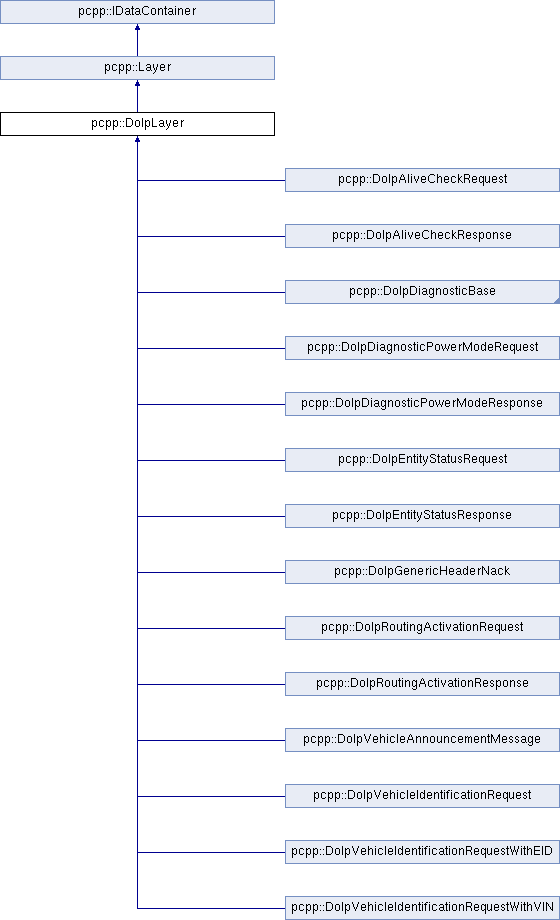 pcpp::IDataContainer
pcpp::Layer
pcpp::DoIpLayer
pcpp::DoIpAliveCheckRequest
pcpp::DoIpAliveCheckResponse
pcpp::DoIpDiagnosticBase
pcpp::DoIpDiagnosticPowerModeRequest
pcpp::DoIpDiagnosticPowerModeResponse
pcpp::DoIpEntityStatusRequest
pcpp::DoIpEntityStatusResponse
pcpp::DoIpGenericHeaderNack
pcpp::DoIpRoutingActivationRequest
pcpp::DoIpRoutingActivationResponse
pcpp::DoIpVehicleAnnouncementMessage
pcpp::DoIpVehicleIdentificationRequest
pcpp::DoIpVehicleIdentificationRequestWithEID
pcpp::DoIpVehicleIdentificationRequestWithVIN